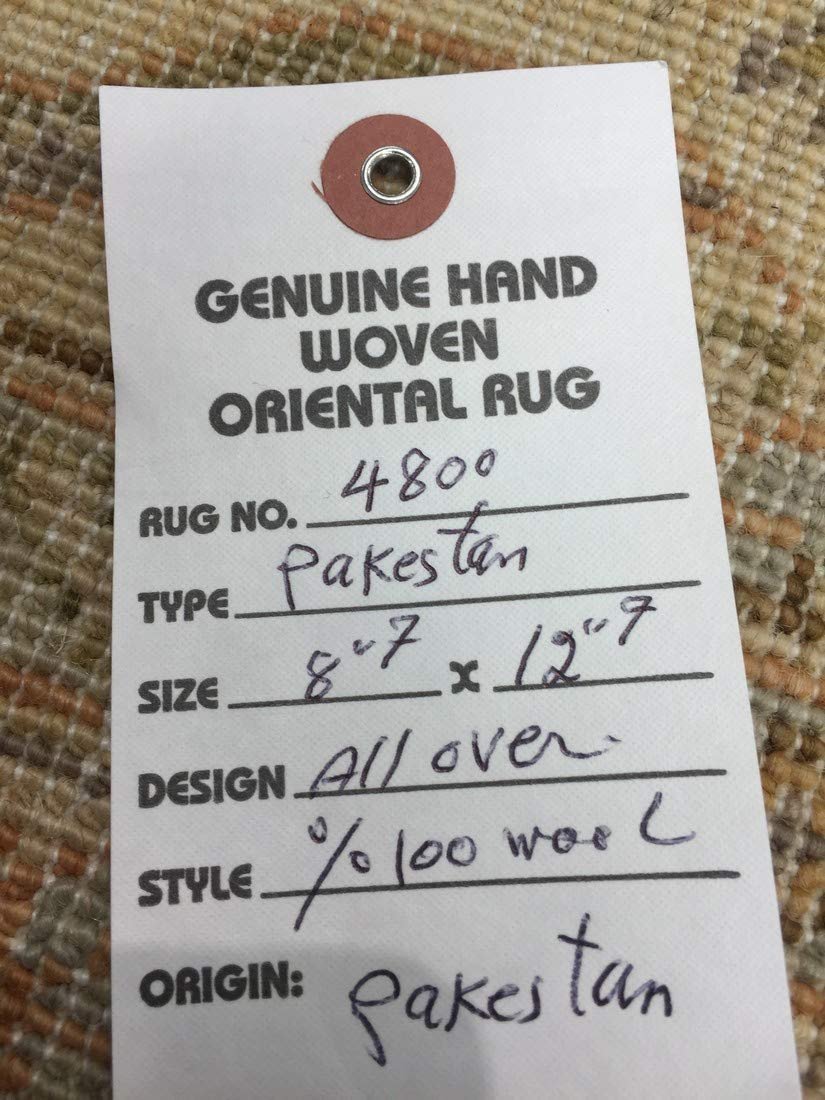 GENUINE HAND
WOVEN
ORIENTAL RUG
RUG NO. 4800
TYPE Pakestan
SIZE 8"7 x 12"7
DESIGN All over.
STYLE %100 wool
ORIGIN: Pakestan